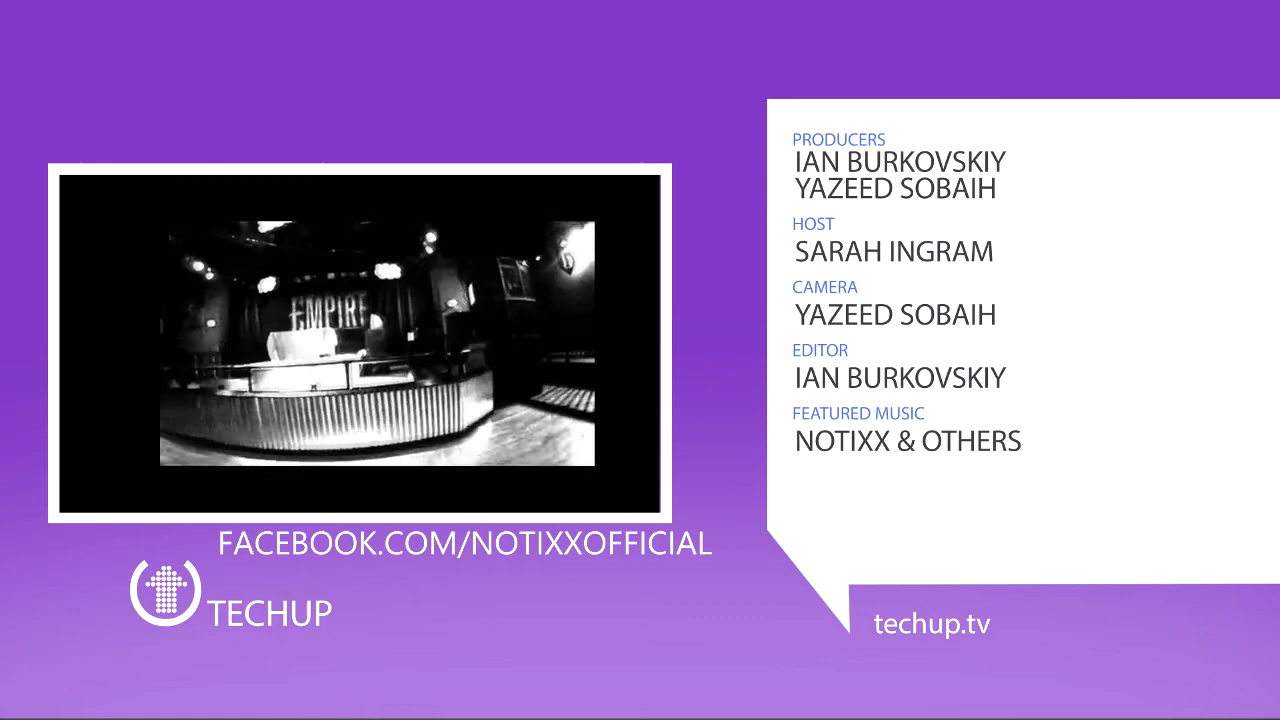 EMPIRE
FACEBOOK.COM/NOTIXXOFFICIAL
TECHUP
PRODUCERS
IAN BURKOVSKIY
YAZEED SOBAIH
HOST
SARAH INGRAM
CAMERA
YAZEED SOBAIH
EDITOR
IAN BURKOVSKIY
FEATURED MUSIC
NOTIXX & OTHERS
techup.tv